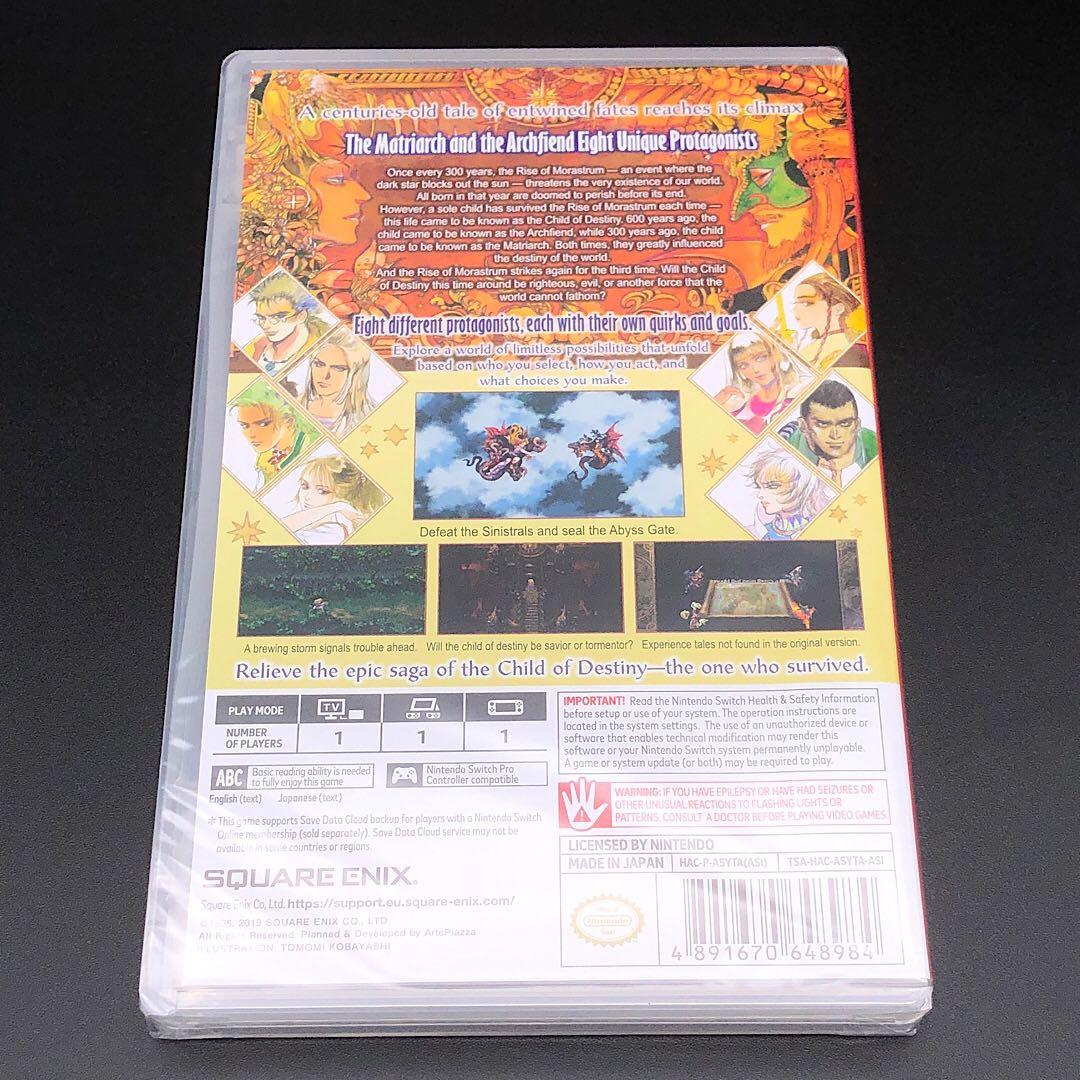 A centuries-old tale of entwined fates reaches its climax
The Matriarch and the Archfiend Eight Unique Protagonists
Once every 300 years, the Rise of Morastrum — an event where the
dark star blocks out the sun — threatens the very existence of our world.
All born in that year are doomed to perish before its end.
However, a sole child has survived the Rise of Morastrum each time —
this life came to be known as the Child of Destiny. 600 years ago, the
child came to be known as the Archfiend, while 300 years ago, the child
came to be known as the Matriarch. Both times, they greatly influenced
the destiny of the world.
And the Rise of Morastrum strikes again for the third time. Will the Child
of Destiny this time around be righteous, evil, or another force that the
world cannot fathom?
Eight different protagonists, each with their own quirks and goals.
Explore a world of limitless possibilities that unfold
based on who you select, how you act, and
what choices you make.
Defeat the Sinistrals and seal the Abyss Gate.
A brewing storm signals trouble ahead.
Will the child of destiny be savior or tormentor?
Experience tales not found in the original version.
Relieve the epic saga of the Child of Destiny—the one who survived.
PLAY MODE
TV
NUMBER
OF PLAYERS
1
1
1
ABC
Basic reading ability is needed
to fully enjoy this game
Nintendo Switch Pro
Controller compatible
English (text) Japanese (text)
* This game supports Save Data Cloud backup for players with a Nintendo Switch
Online membership (sold separately). Save Data Cloud service may not be
available in some countries or regions.
SQUARE ENIX.
Square Enix Co, Ltd. https://support.eu.square-enix.com/
©1995, 2019 SQUARE ENIX CO., LTD.
All Rights Reserved. Planned & Developed by ArtePiazza
ILLUSTRATION: TOMOMI KOBAYASHI
IMPORTANT! Read the Nintendo Switch Health & Safety Information
before setup or use of your system. The operation instructions are
located in the system settings. The use of an unauthorized device or
software that enables technical modification may render this
software or your Nintendo Switch system permanently unplayable.
A game or system update (or both) may be required to play.
WARNING: IF YOU HAVE EPILEPSY OR HAVE HAD SEIZURES OR
OTHER UNUSUAL REACTIONS TO FLASHING LIGHTS OR
PATTERNS, CONSULT A DOCTOR BEFORE PLAYING VIDEO GAMES
LICENSED BY NINTENDO
MADE IN JAPAN HAC-P-ASYTA(ASI) TSA-HAC-ASYTA-ASI
Nintendo
4 891670 648984